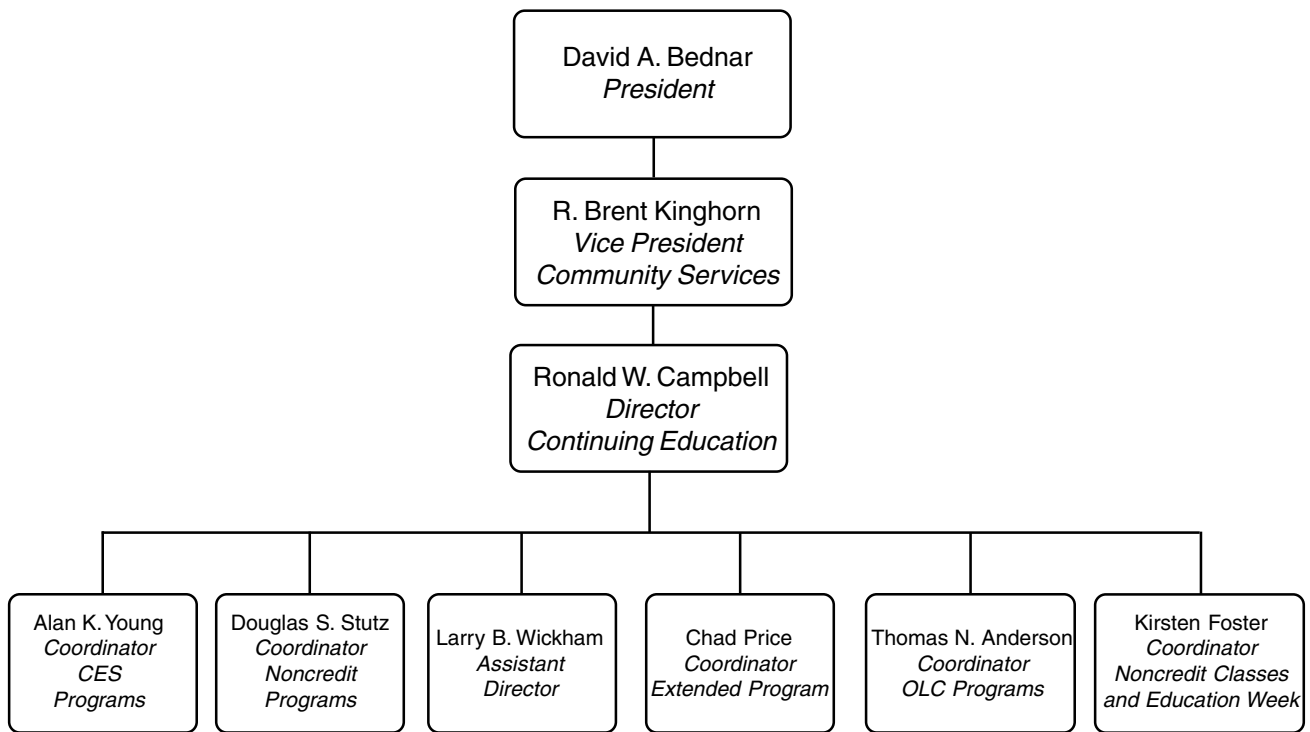 David A. Bednar
President
R. Brent Kinghorn
Vice President
Community Services
Ronald W. Campbell
Director
Continuing Education
Alan K. Young
Coordinator
CES
Programs
Douglas S. Stutz
Coordinator
Noncredit
Programs
Larry B. Wickham
Assistant
Director
Chad Price
Coordinator
Extended Program
Thomas N. Anderson
Coordinator
OLC Programs
Kirsten Foster
Coordinator
Noncredit Classes
and Education Week